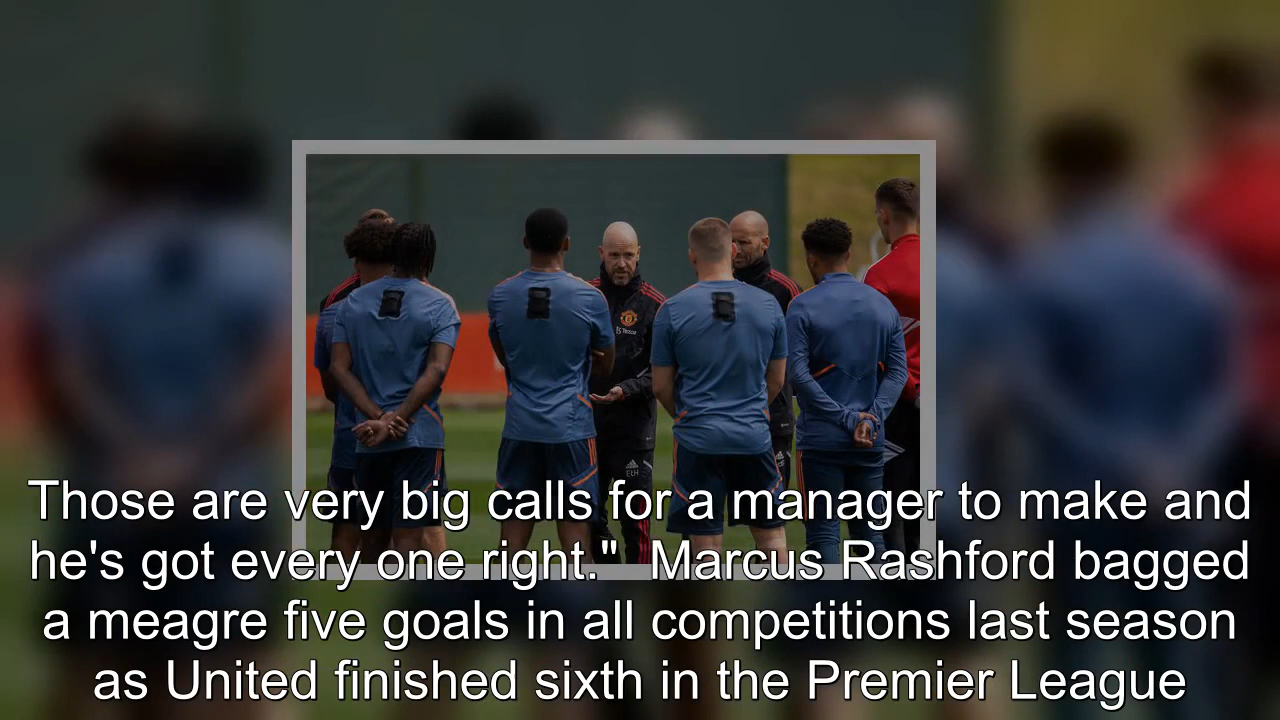 Those are very big calls for a manager to make and
he's got every one right." Marcus Rashford bagged
a meagre five goals in all competitions last season
as United finished sixth in the Premier League
EtH